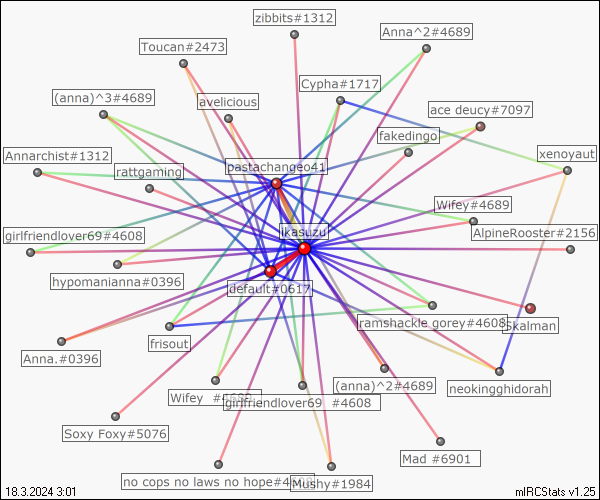 zibbits#1312
Anna^2#4689
Toucan#2473
Cypha#1717
(anna)^3#4689
avelicious
ace deucy#7097
fakedingo
Annarchist#1312
xenoyaut
rattgaming
pastachangeo41
Wifey#4689
girlfriendlover69#4608
ikasuzu
AlpineRooster#2156
hypomanianna#0396
default#0617
ramshackle gorey#4608
Skalman
frisout
Anna.#0396
(anna)^2#4689
neokingghidorah
Wifey
girlfriendlover69 #4608
Soxy Foxy#5076
Mad #6901
no cops no laws no hope#4
Mushy#1984
18.3.2024 3:01
mIRCStats v1.25